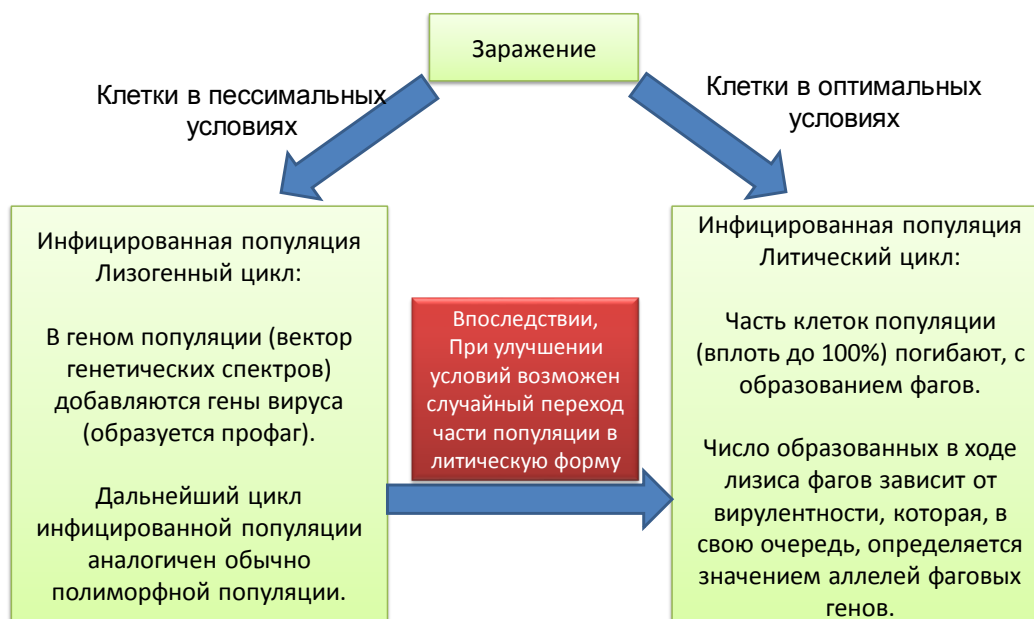 Заражение
Клетки в пессимальных
условиях
Клетки в оптимальных
условиях
Инфицированная популяция
Лизогенный цикл:
В геном популяции (вектор
генетических спектров)
добавляются гены вируса
(образуется профаг).
Дальнейший цикл
инфицированной популяции
аналогичен обычно
полиморфной популяции.
Впоследствии,
При улучшении
условий возможен
случайный переход
части популяции в
литическую форму
Инфицированная популяция
Литический цикл:
Часть клеток популяции
(вплоть до 100%) погибают, с
образованием фагов.
Число образованных в ходе
лизиса фагов зависит от
вирулентности, которая, в
свою очередь, определяется
значением аллелей фаговых
генов.